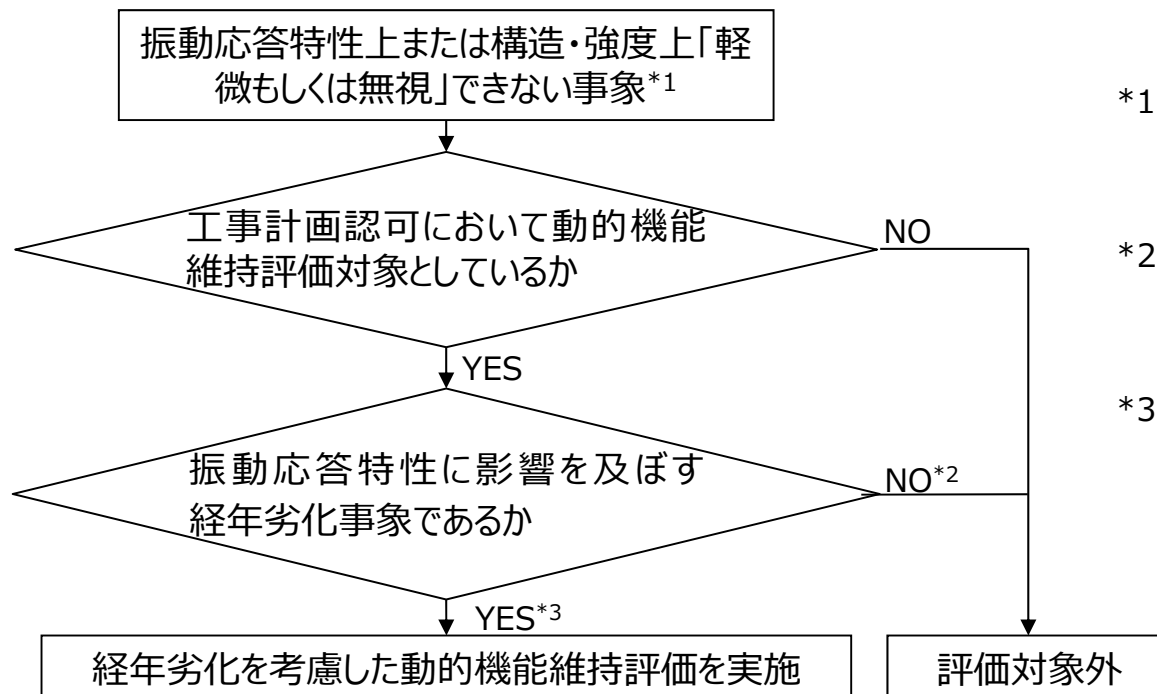 振動応答特性上または構造・強度上「軽
微もしくは無視」できない事象*1
*1
工事計画認可において動的機能
維持評価対象としているか
NO
*2
YES
*3
振動応答特性に影響を及ぼす
経年劣化事象であるか
NO*2
YES*3
経年劣化を考慮した動的機能維持評価を実施
評価対象外